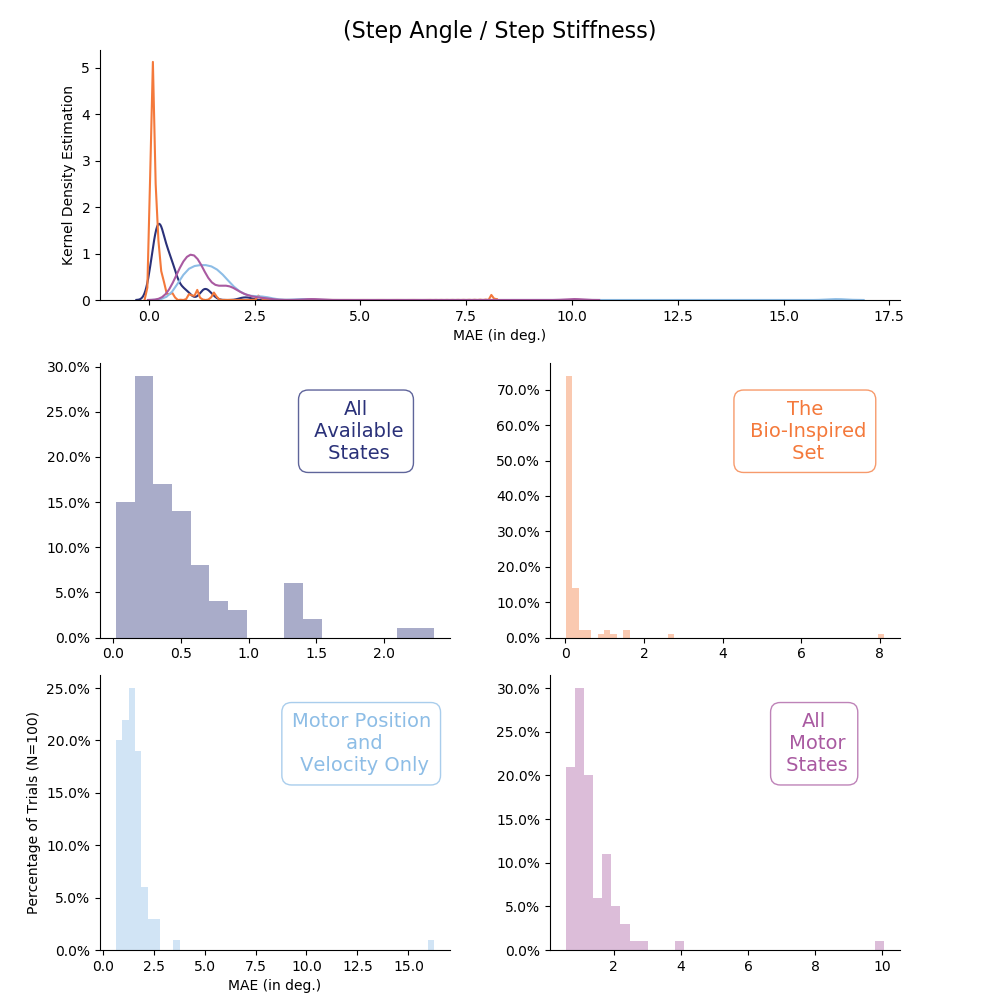 (Step Angle / Step Stiffness)
Kernel Density Estimation
5
4
3
2
1
0
0.0 2.5 5.0 7.5 10.0 12.5 15.0 17.5
MAE (in deg.)
30.0%
25.0%
20.0%
15.0%
10.0%
5.0%
0.0%
0.0 0.5 1.0 1.5 2.0
All
Available
States
70.0%
60.0%
50.0%
40.0%
30.0%
20.0%
10.0%
0.0%
0 2 4 6 8
The
Bio-Inspired
Set
Percentage of Trials (N=100)
25.0%
20.0%
15.0%
10.0%
5.0%
0.0%
0.0 2.5 5.0 7.5 10.0 12.5 15.0
MAE (in deg.)
Motor Position
and
Velocity Only
30.0%
25.0%
20.0%
15.0%
10.0%
5.0%
0.0%
2 4 6 8 10
All
Motor
States